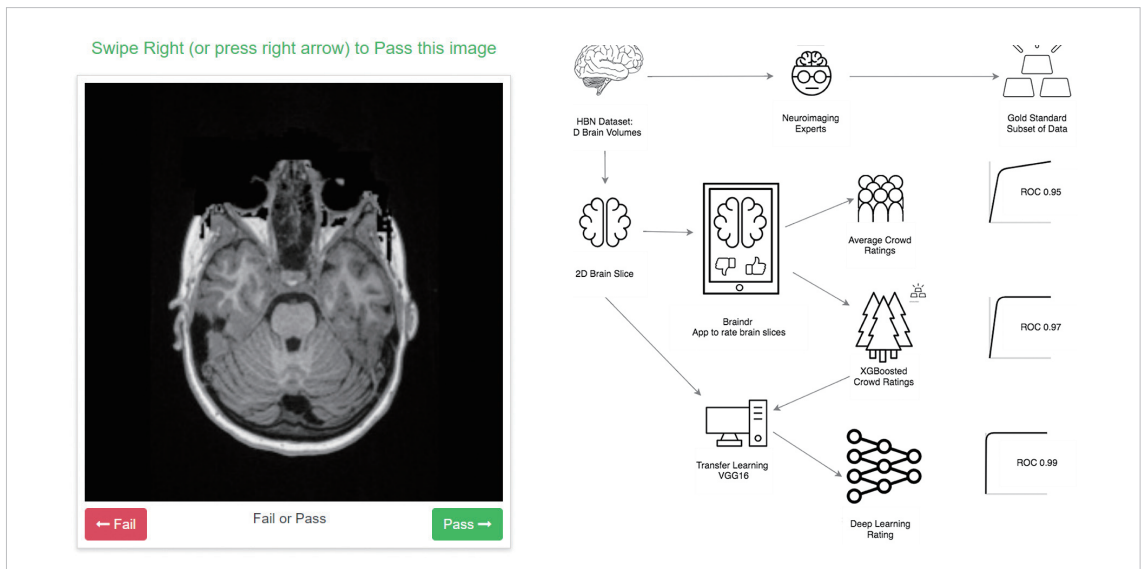 Swipe Right (or press right arrow) to Pass this image
← Fail
Fail or Pass
Pass →
HBN Dataset:
D Brain Volumes
Neuroimaging
Experts
Gold Standard
Subset of Data
2D Brain Slice
Braindr
App to rate brain slices
Average Crowd
Ratings
ROC 0.95
XGBoosted
Crowd Ratings
ROC 0.97
Transfer Learning
VGG16
Deep Learning
Rating
ROC 0.99